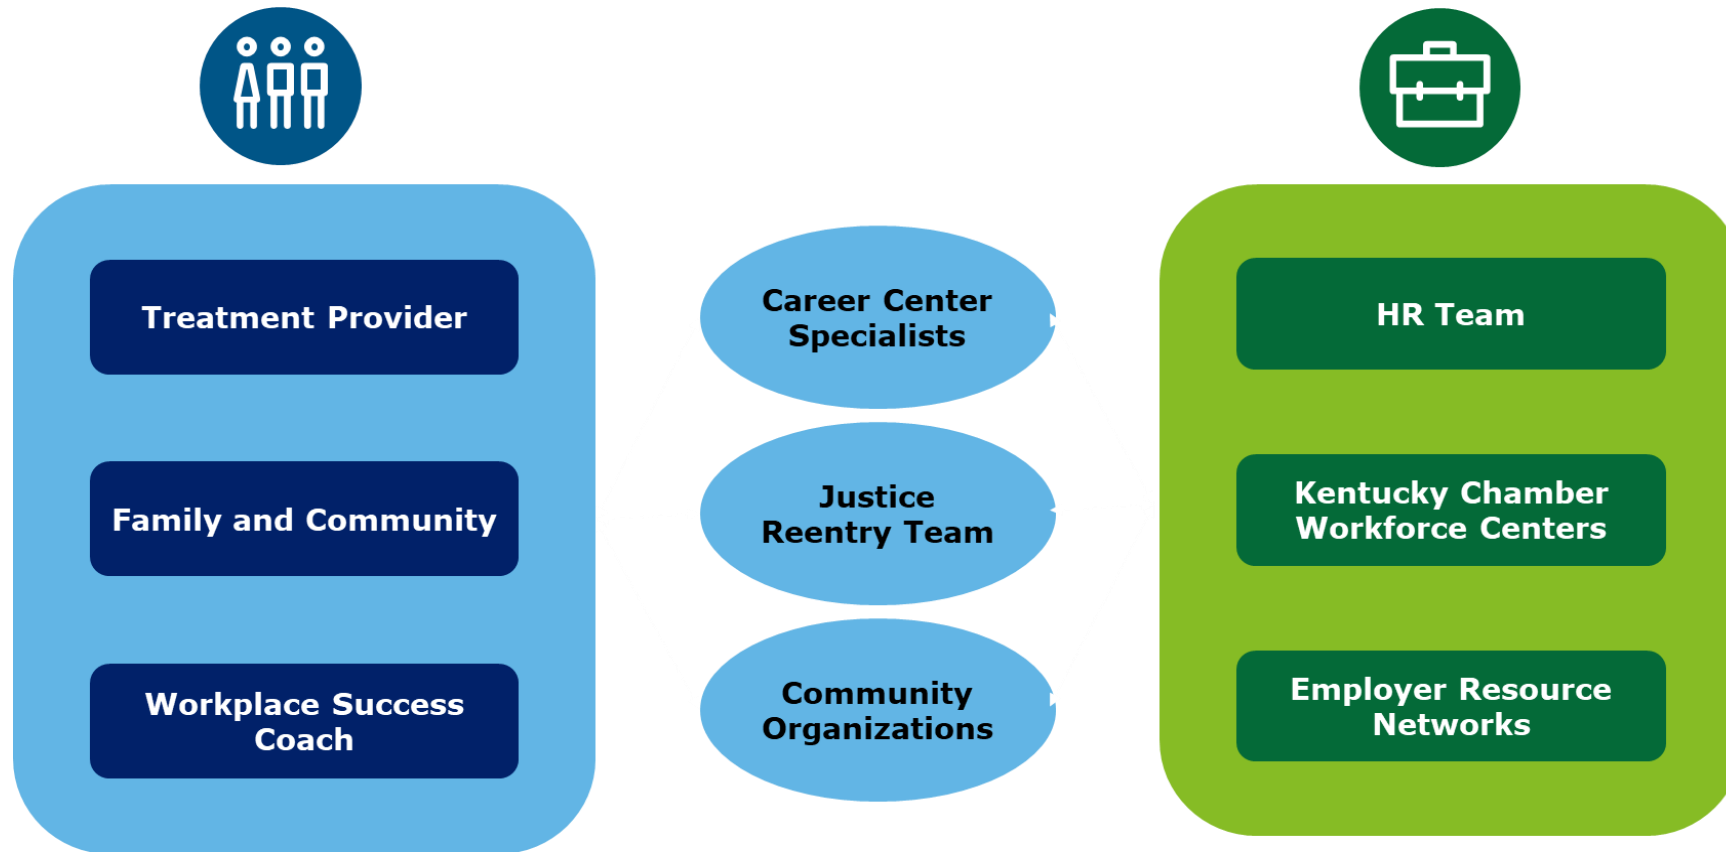 Treatment Provider
Family and Community
Workplace Success
Coach
Career Center
Specialists
Justice
Reentry Team
Community
Organizations
HR Team
Kentucky Chamber
Workforce Centers
Employer Resource
Networks